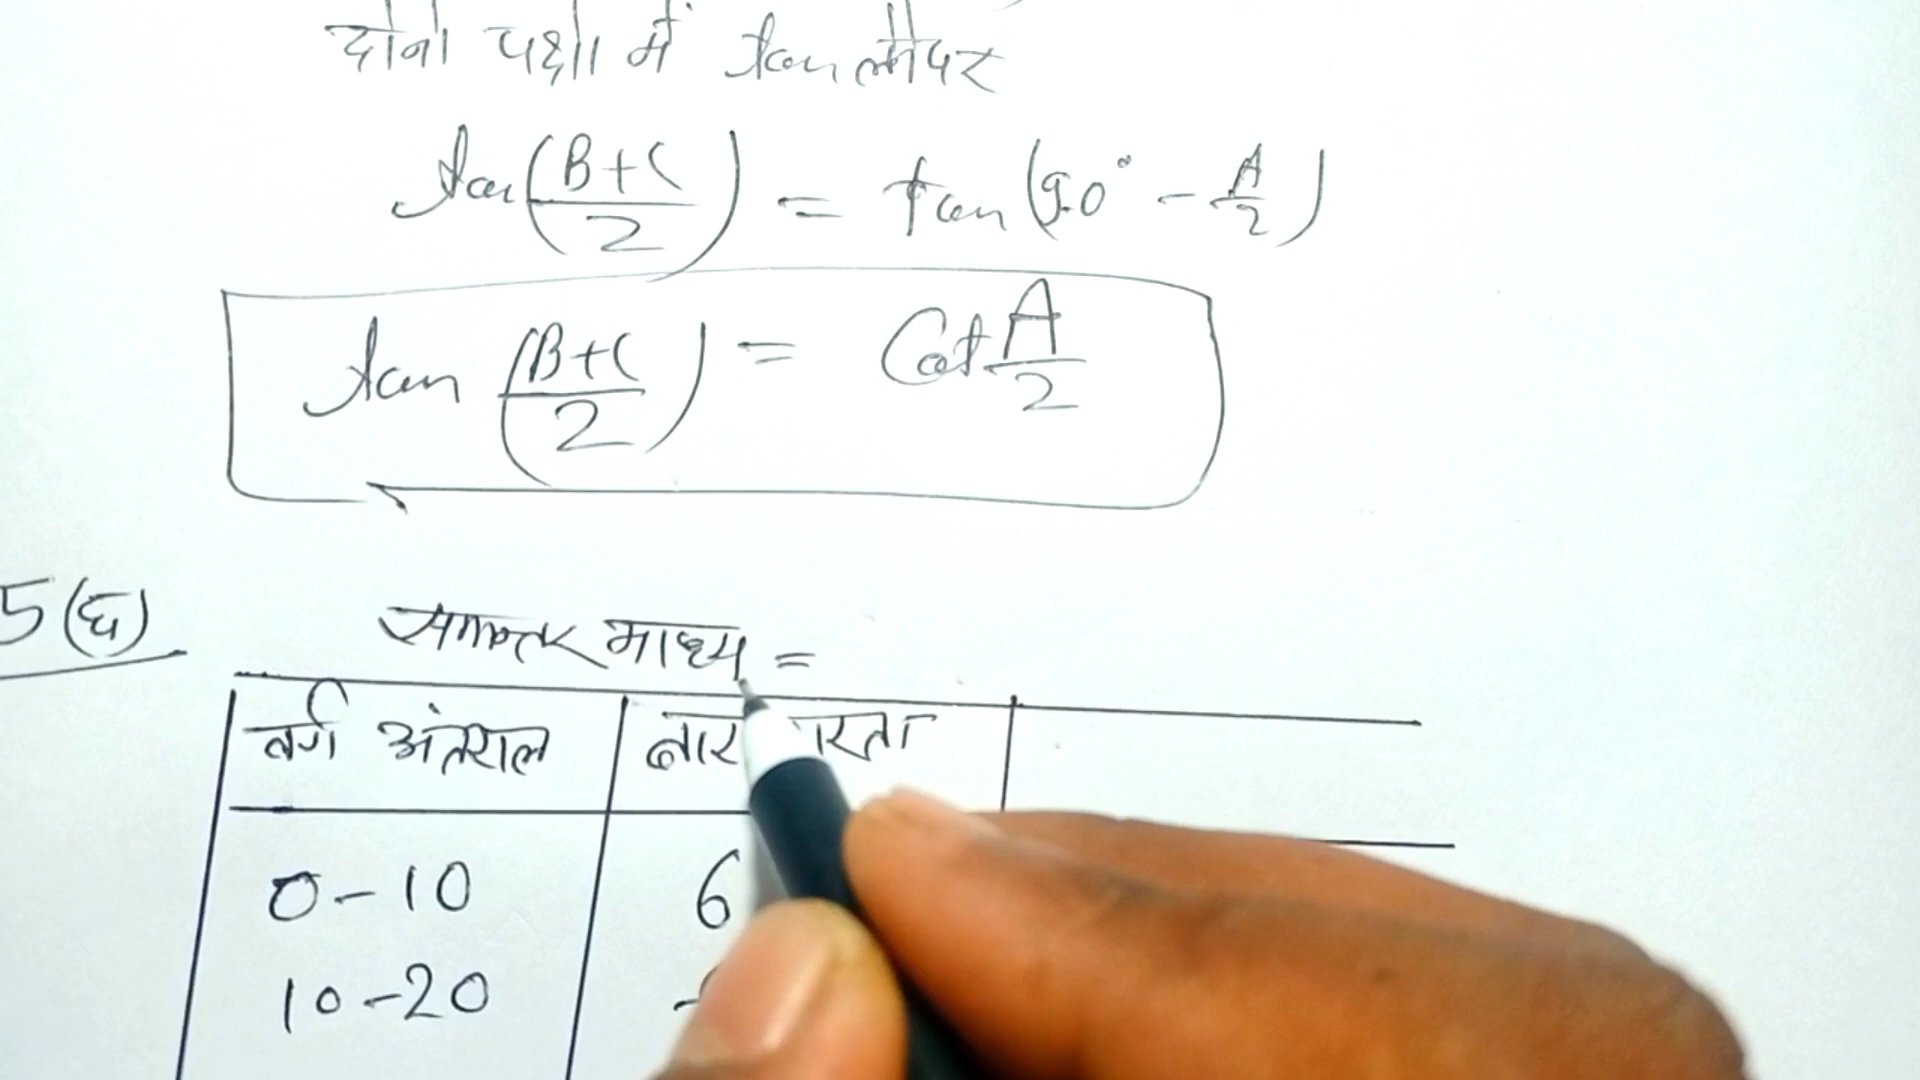 दोनो पक्षो में tan लेनेपर
tan(B+C/2) = tan(90° - A/2)
tan(B+C/2) = Cot A/2
5(घ)
समान्तर माध्य =
वर्ग अंतराल
0-10 6
10-20